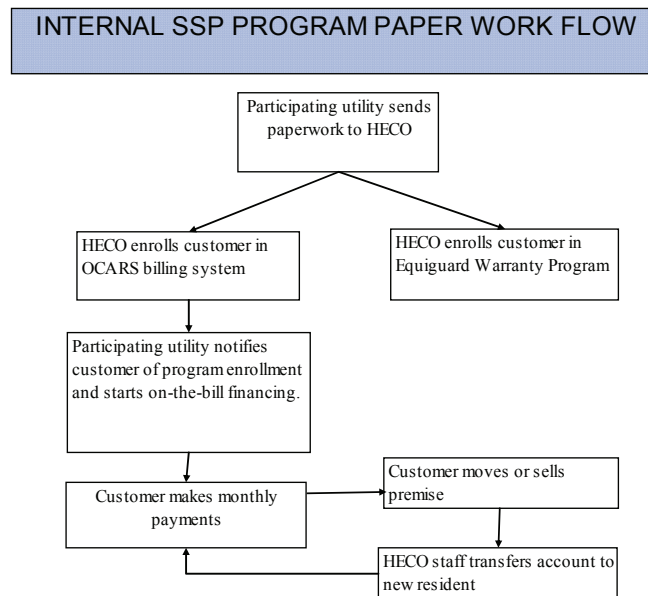 INTERNAL SSP PROGRAM PAPER WORK FLOW
Participating utility sends
paperwork to HECO
HECO enrolls customer in
OCARS billing system
HECO enrolls customer in
Equiguard Warranty Program
Participating utility notifies
customer of program enrollment
and starts on-the-bill financing.
Customer makes monthly
payments
Customer moves or sells
premise
HECO staff transfers account to
new resident